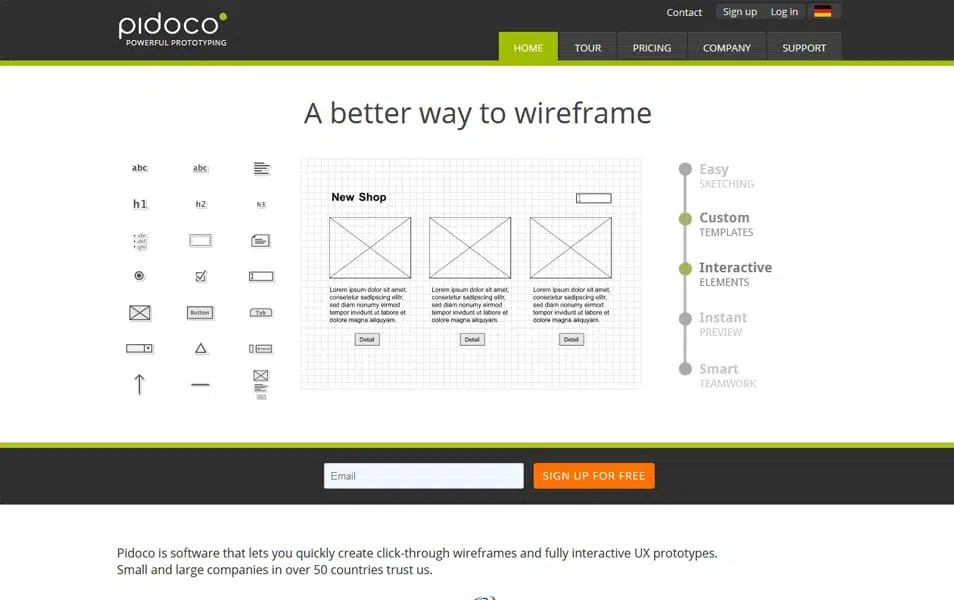 pidoco
POWERFUL PROTOTYPING
Contact
Sign up
Log in
HOME
TOUR
PRICING
COMPANY
SUPPORT
A better way to wireframe
abc
abc
h1
h2
h3
Button
Tab
New Shop
Lorem ipsum dolor sit amet,
consetetur sadipscing elitr,
sed diam nonumy eirmod
tempor invidunt ut labore et
dolore magna aliquyam.
Detail
Lorem ipsum dolor sit amet,
consetetur sadipscing elitr,
sed diam nonumy eirmod
tempor invidunt ut labore et
dolore magna aliquyam.
Detail
Lorem ipsum dolor sit amet,
consetetur sadipscing elitr,
sed diam nonumy eirmod
tempor invidunt ut labore et
dolore magna aliquyam.
Detail
Easy
SKETCHING
Custom
TEMPLATES
Interactive
ELEMENTS
Instant
PREVIEW
Smart
TEAMWORK
Email
SIGN UP FOR FREE
Pidoco is software that lets you quickly create click-through wireframes and fully interactive UX prototypes.
Small and large companies in over 50 countries trust us.